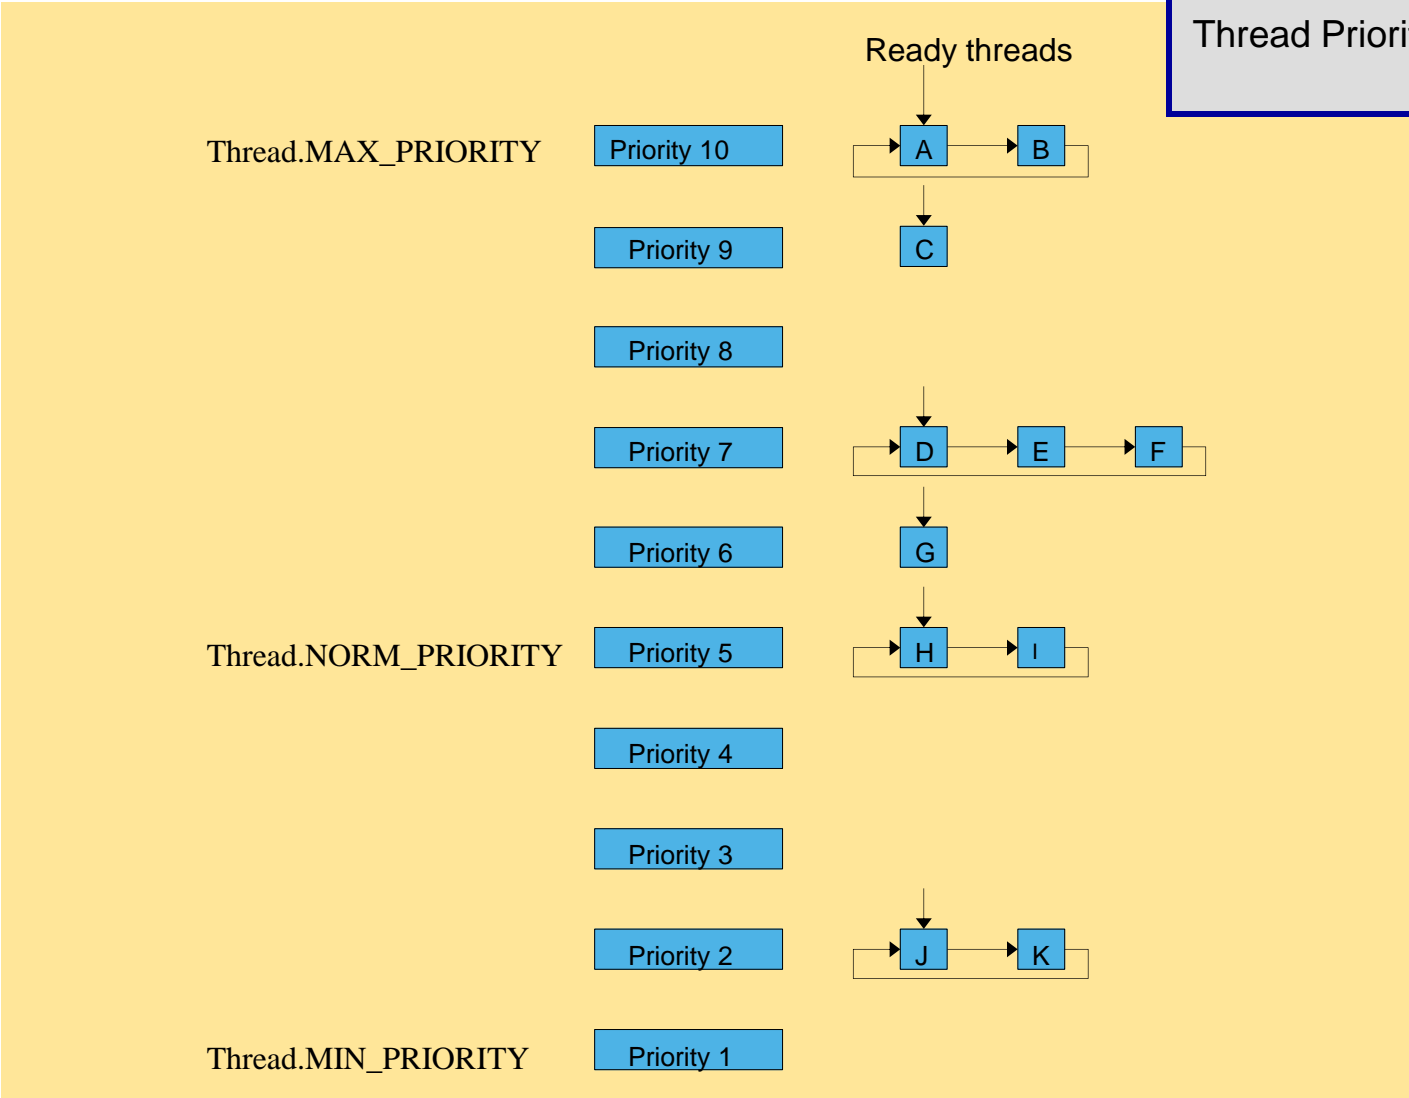 Thread Priori
Ready threads
Thread.MAX_PRIORITY Priority 10 A B
Priority 9 C
Priority 8
Priority 7 D E F
Priority 6 G
Thread.NORM_PRIORITY Priority 5 H I
Priority 4
Priority 3
Priority 2 J K
Thread.MIN_PRIORITY Priority 1